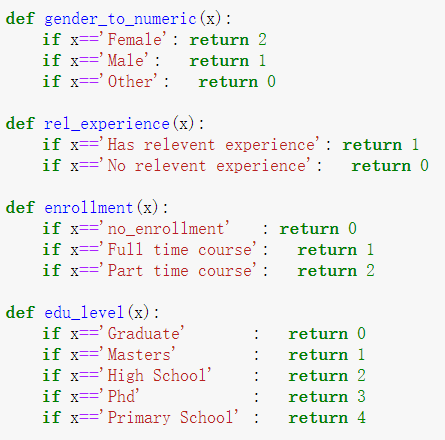 def gender_to_numeric(x):
    if x=='Female': return 2
    if x=='Male':   return 1
    if x=='Other':   return 0

def rel_experience(x):
    if x=='Has relevent experience': return 1
    if x=='No relevent experience':   return 0

def enrollment(x):
    if x=='no_enrollment'   : return 0
    if x=='Full time course':   return 1
    if x=='Part time course':   return 2

def edu_level(x):
    if x=='Graduate'       :   return 0
    if x=='Masters'        :   return 1
    if x=='High School'    :   return 2
    if x=='Phd'            :   return 3
    if x=='Primary School' :   return 4